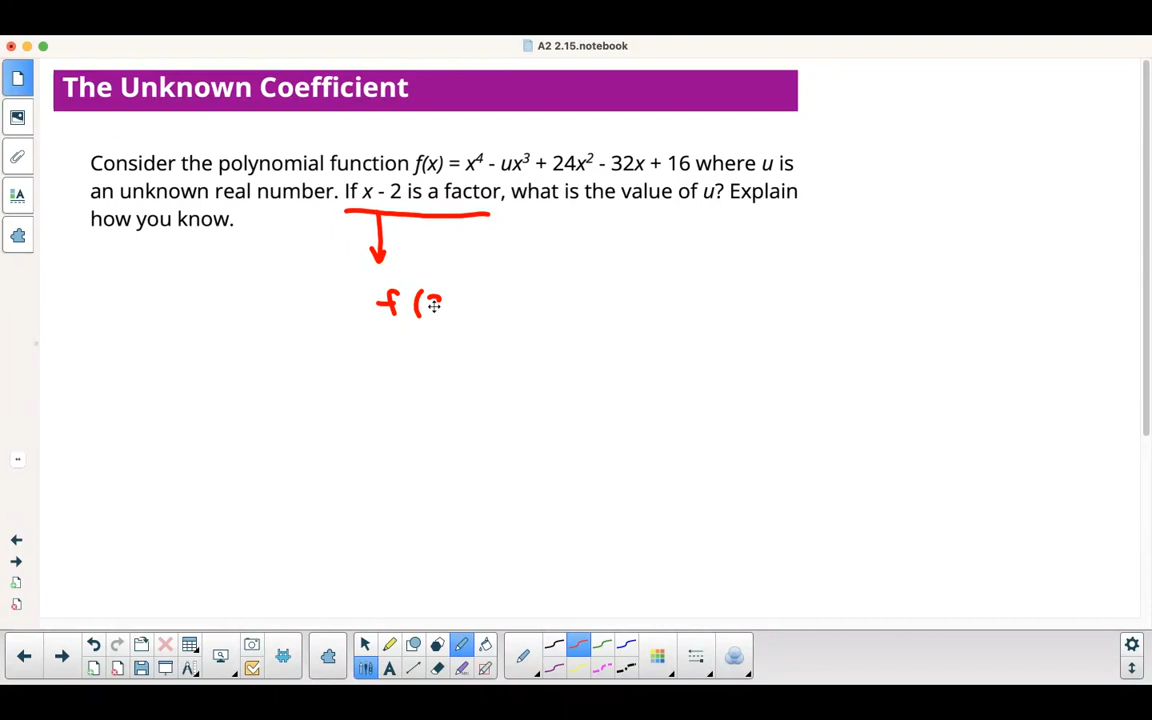 A2 2.15.notebook
The Unknown Coefficient
Consider the polynomial function f(x) = x⁴ - ux³ + 24x² - 32x + 16 where u is
an unknown real number. If x - 2 is a factor, what is the value of u? Explain
how you know.
f (